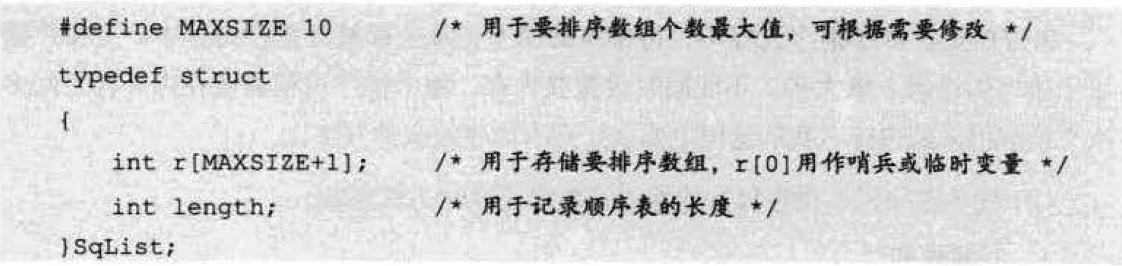 #define MAXSIZE 10 /* 用于要排序数组个数最大值，可根据需要修改 */
typedef struct
{
int r[MAXSIZE+1]; /* 用于存储要排序数组，r[0]用作哨兵或临时变量 */
int length; /* 用于记录顺序表的长度 */
}SqList;